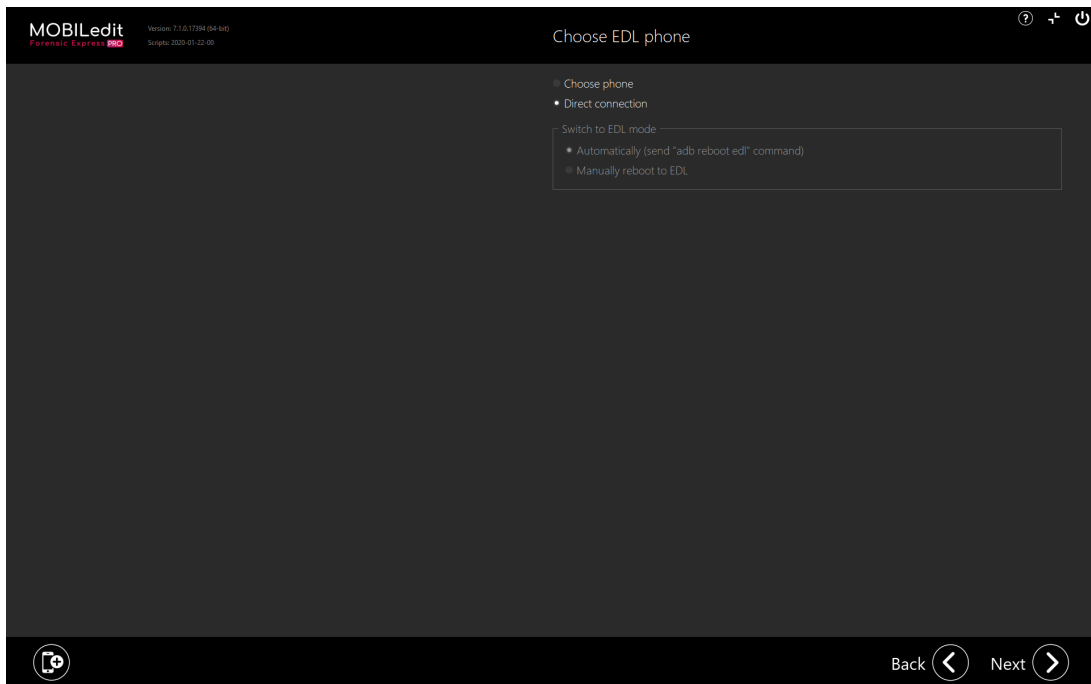 MOBILedit
Forensic Express PRO
Version: 7.1.0.17394 (64-bit)
Scripts: 2020-01-22-00
Choose EDL phone
?
Choose phone
Direct connection
Switch to EDL mode
Automatically (send "adb reboot edl" command)
Manually reboot to EDL
Back
Next